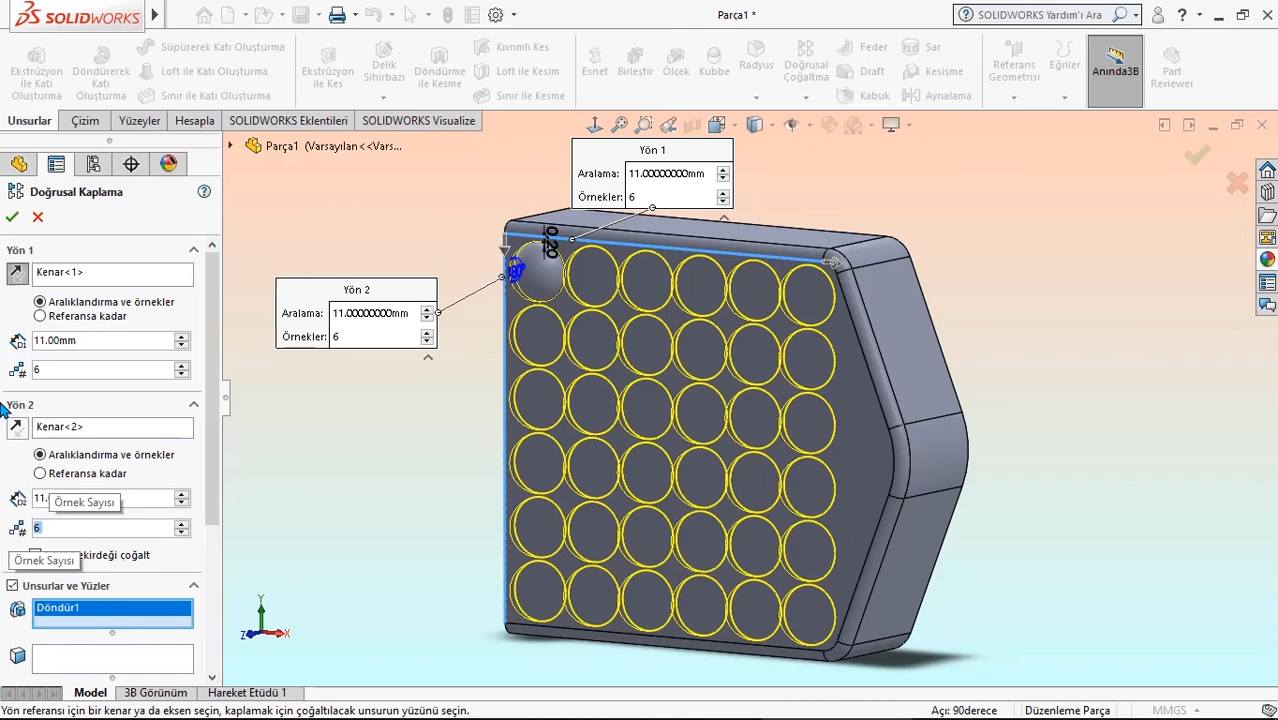 SOLIDWORKS
Parça1 *
SOLIDWORKS Yardım'ı Ara
?
Ekstrüzyon
İle Katı
Oluşturma
Döndürerek
Katı
Oluşturma
Süpürerek Katı Oluşturma
Loft ile Katı Oluşturma
Sınır ile Katı Oluşturma
Ekstrüzyon
ile Kes
Delik
Sihirbazı
Döndürme
ile Kes
Kıvrımlı Kes
Loft ile Kesim
Sınır ile Kesme
Esnet
Birleştir
Ölçek
Kubbe
Radyus
Doğrusal
Çoğaltma
Feder
Draft
Kabuk
Sar
Kesişme
Aynalama
Referans
Geometrisi
Eğriler
Anında3B
Part
Reviewer
Unsurlar
Çizim
Yüzeyler
Hesapla
SOLIDWORKS Eklentileri
SOLIDWORKS Visualize
Parça1 (Varsayılan<<Vars...
Doğrusal Kaplama
Yön 1
Kenar<1>
Aralıklandırma ve örnekler
Referansa kadar
11.00mm
6
Yön 2
Kenar<2>
Aralıklandırma ve örnekler
Referansa kadar
11.
Örnek Sayısı
6
Örnek Sayısı
çoğalt
Unsurlar ve Yüzler
Döndür1
Yön 1
Aralama: 11.00000000mm
Örnekler: 6
Yön 2
Aralama: 11.00000000mm
Örnekler: 6
0,20
Y
Z
X
Model
3B Görünüm
Hareket Etüdü 1
Yön referansı için bir kenar ya da eksen seçin, kaplamak için çoğaltılacak unsurun yüzünü seçin.
Açı: 90derece
Düzenleme Parça
MMGS